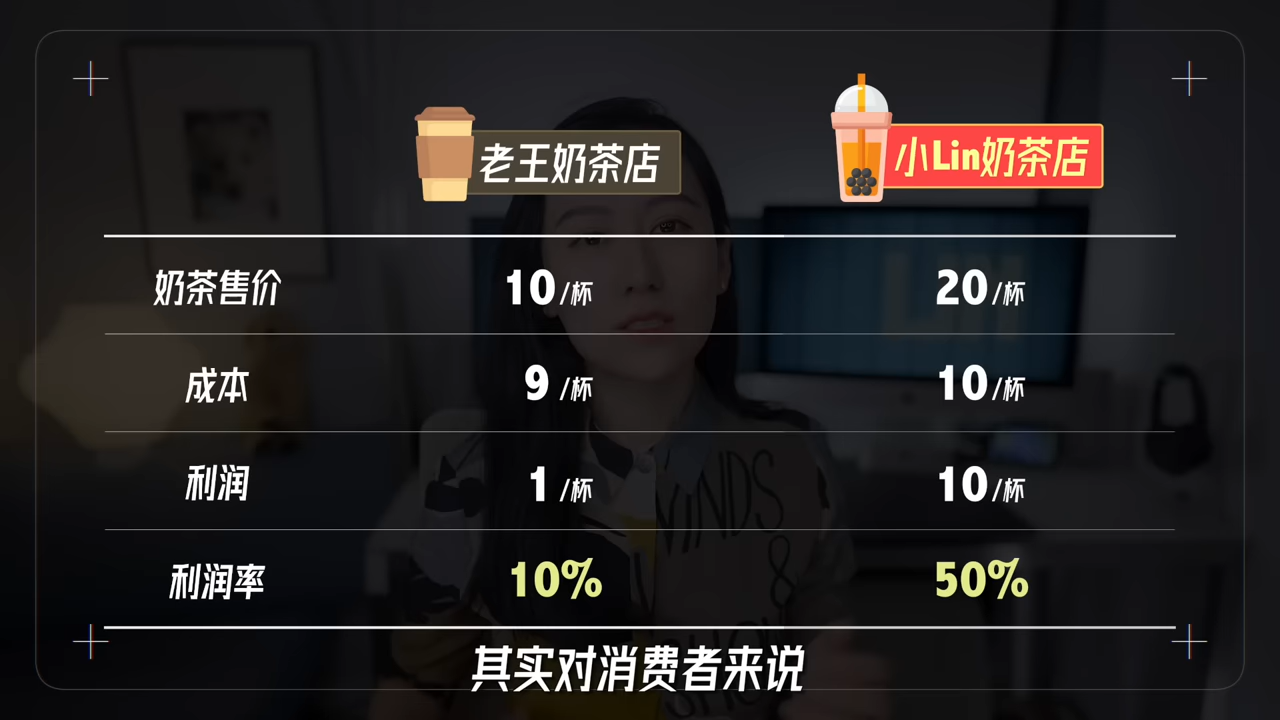 老王奶茶店 小Lin奶茶店
奶茶售价 10/杯 20/杯
成本 9/杯 10/杯
利润 1/杯 10/杯
利润率 10% 50%
其实对消费者来说